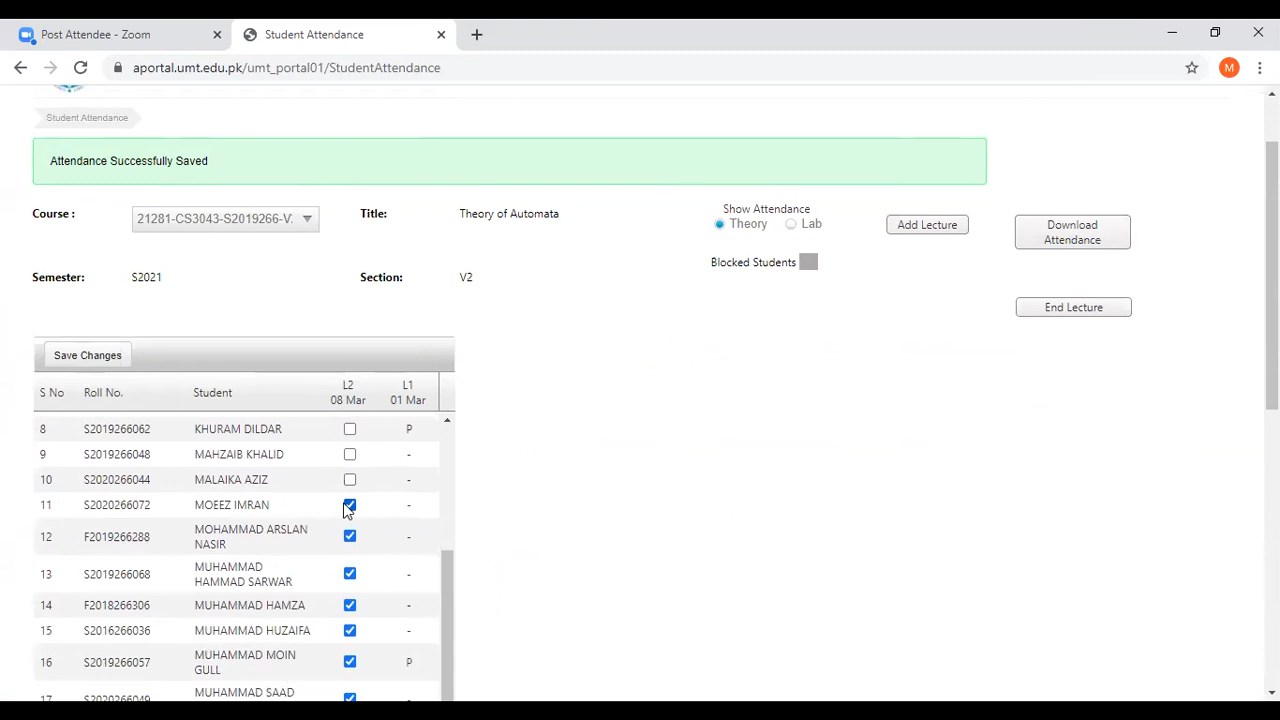 Post Attendee - Zoom
Student Attendance
aportal.umt.edu.pk/umt_portal01/StudentAttendance
M
Student Attendance
Attendance Successfully Saved
Course :
21281-CS3043-S2019266-V.
Title:
Theory of Automata
Show Attendance
Theory
Lab
Add Lecture
Download
Attendance
Blocked Students
Semester:
S2021
Section:
V2
End Lecture
Save Changes
S No Roll No. Student L2 08 Mar L1 01 Mar
8 S2019266062 KHURAM DILDAR P
9 S2019266048 MAHZAIB KHALID -
10 S2020266044 MALAIKA AZIZ -
11 S2020266072 MOEEZ IMRAN -
12 F2019266288 MOHAMMAD ARSLAN NASIR -
13 S2019266068 MUHAMMAD HAMMAD SARWAR -
14 F2018266306 MUHAMMAD HAMZA -
15 S2016266036 MUHAMMAD HUZAIFA -
16 S2019266057 MUHAMMAD MOIN GULL P
17 S2020266049 MUHAMMAD SAAD